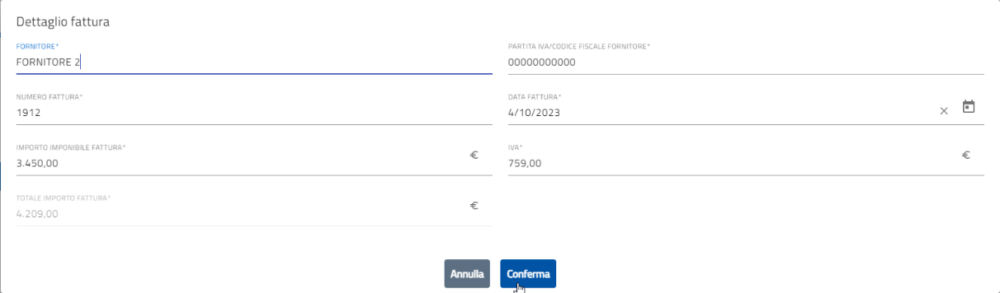 Dettaglio fattura
FORNITORE*
FORNITORE 2
PARTITA IVA/CODICE FISCALE FORNITORE*
00000000000
NUMERO FATTURA*
1912
DATA FATTURA*
4/10/2023
IMPORTO IMPONIBILE FATTURA*
3.450,00 €
IVA*
759,00 €
TOTALE IMPORTO FATTURA*
4.209,00 €
Annulla Conferma